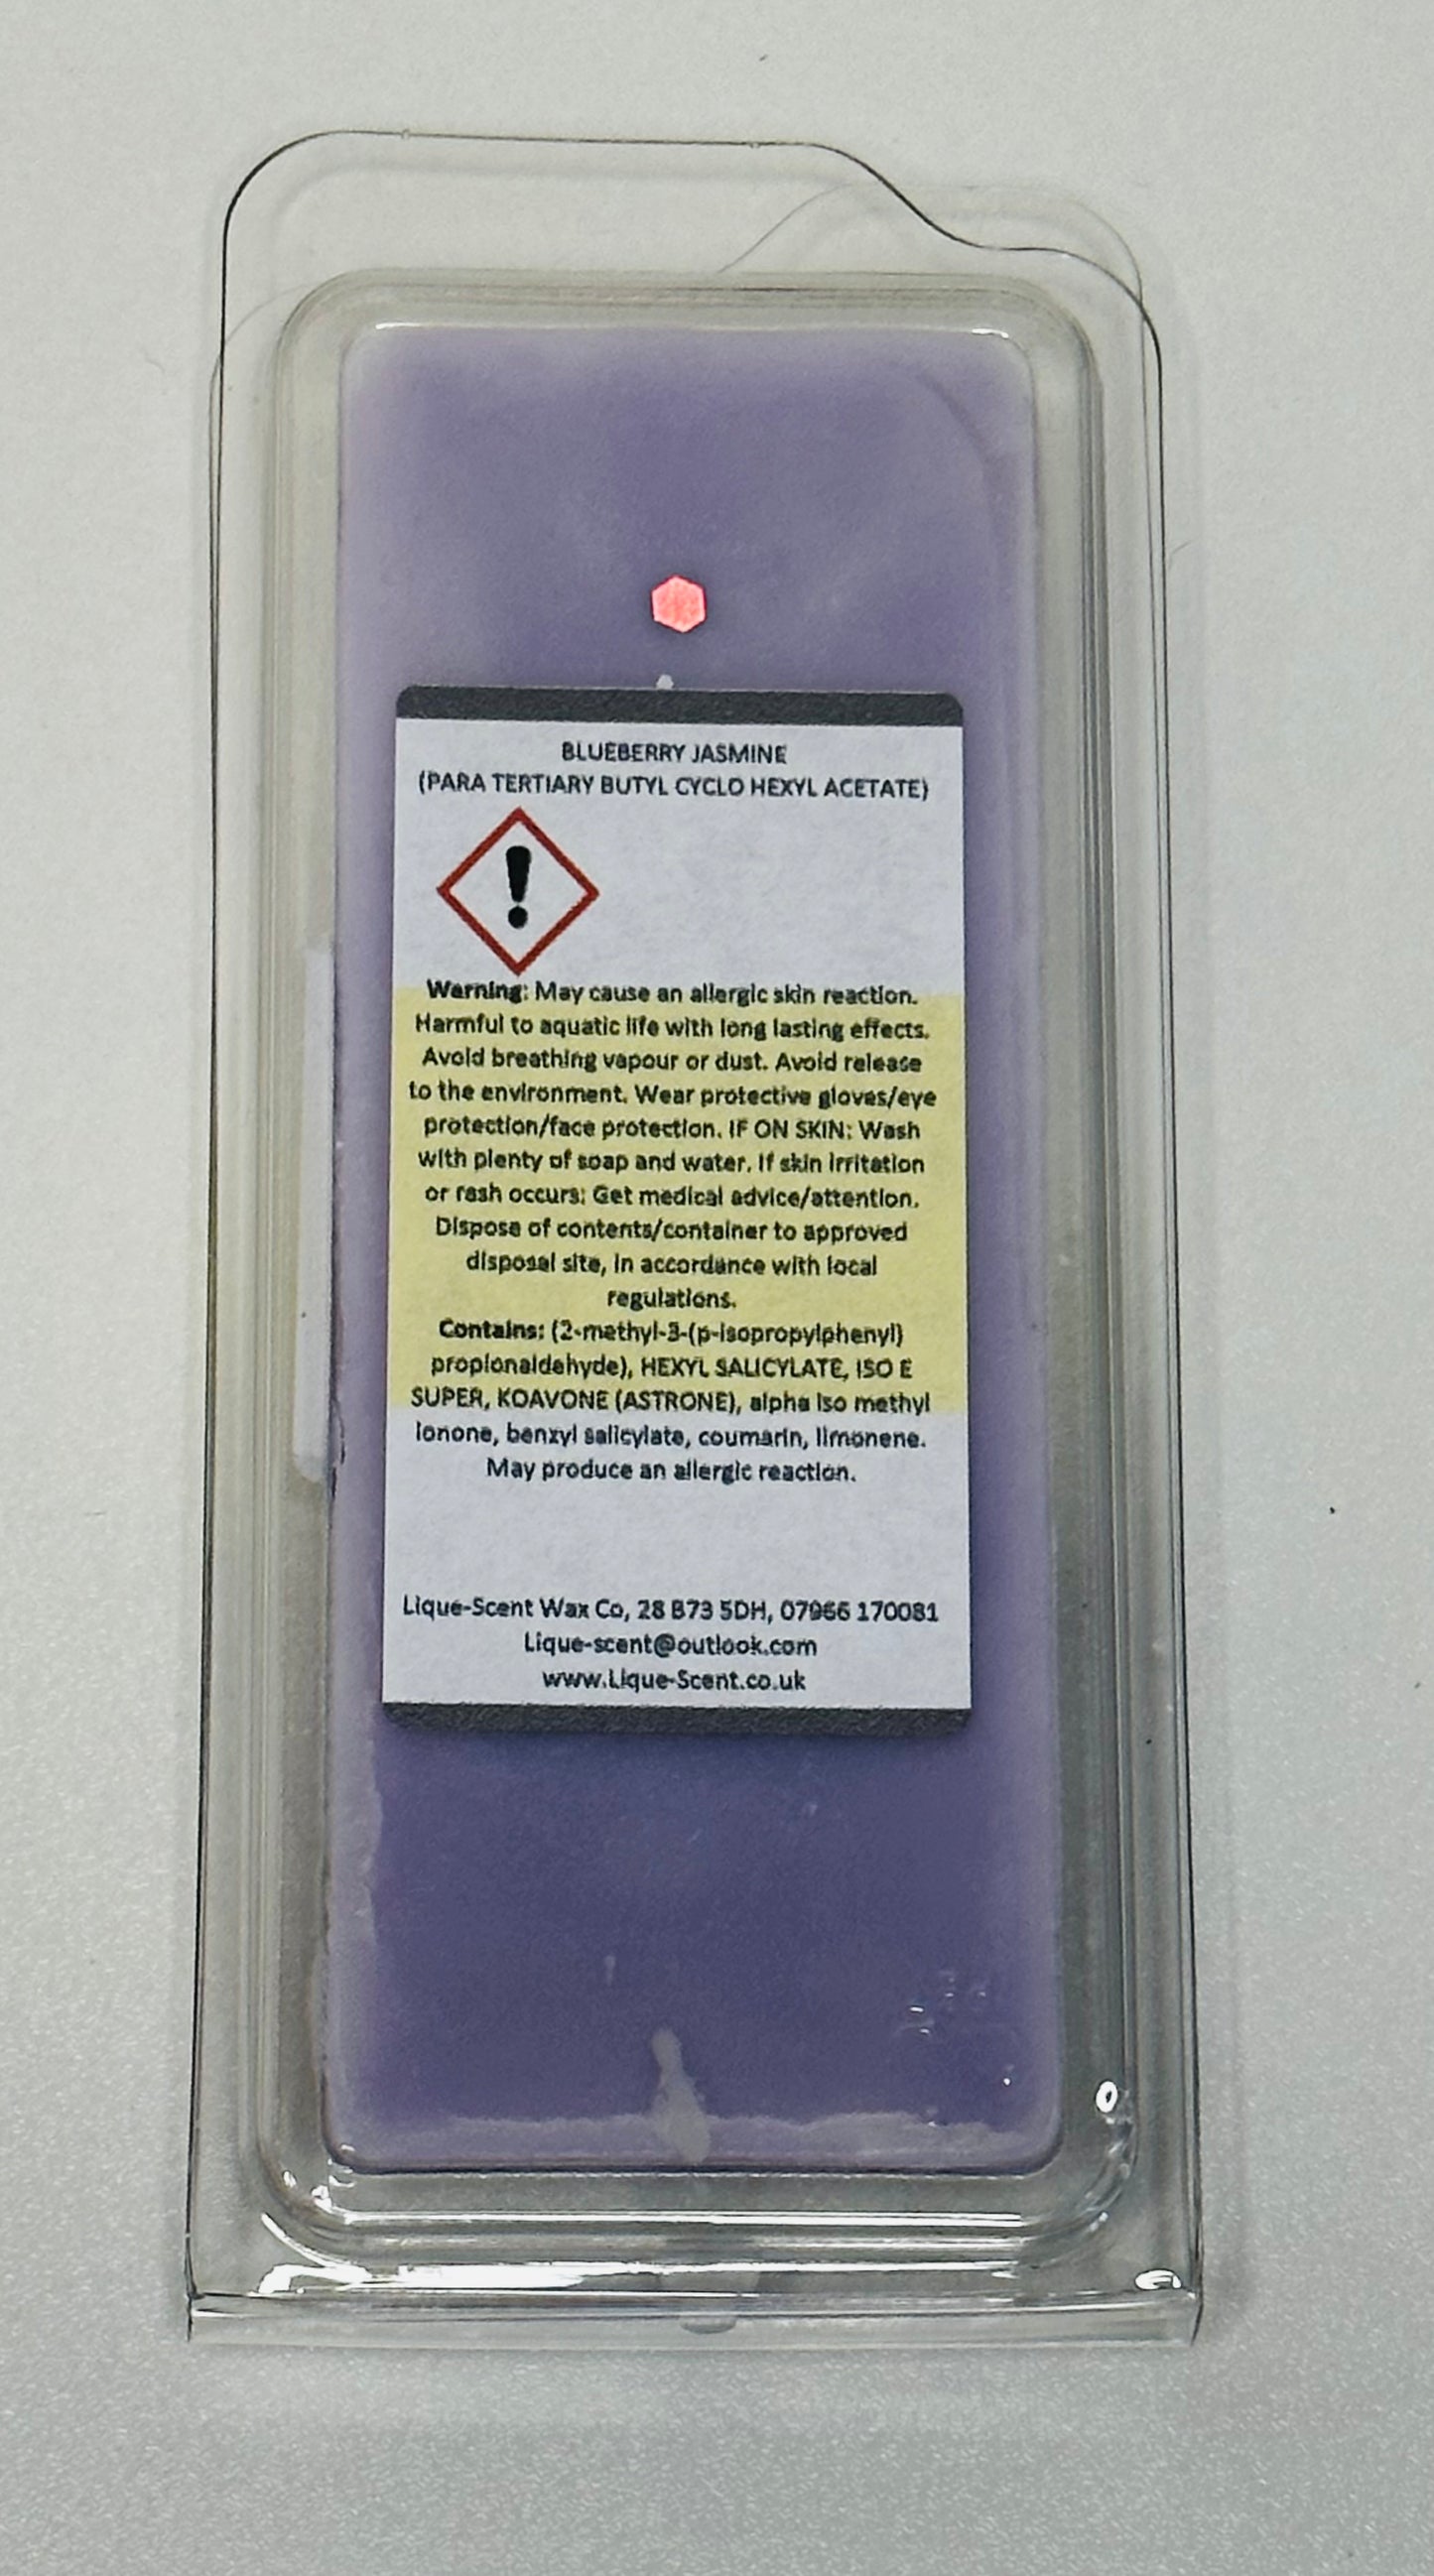 BLUEBERRY JASMINE
(PARA TERTIARY BUTYL CYCLO HEXYL ACETATE)
Warning: May cause an allergic skin reaction.
Harmful to aquatic life with long lasting effects.
Avoid breathing vapour or dust. Avoid release
to the environment. Wear protective gloves/eye
protection/face protection. IF ON SKIN: Wash
with plenty of soap and water. If skin irritation
or rash occurs: Get medical advice/attention.
Dispose of contents/container to approved
disposal site, in accordance with local
regulations.
Contains: (2-methyl-3-(p-isopropylphenyl)
propionaldehyde), HEXYL SALICYLATE, ISO E
SUPER, KOAVONE (ASTRONE), alpha iso methyl
ionone, benzyl salicylate, coumarin, limonene.
May produce an allergic reaction.
Lique-Scent Wax Co, 28 B73 5DH, 07966 170081
Lique-scent@outlook.com
www.Lique-Scent.co.uk